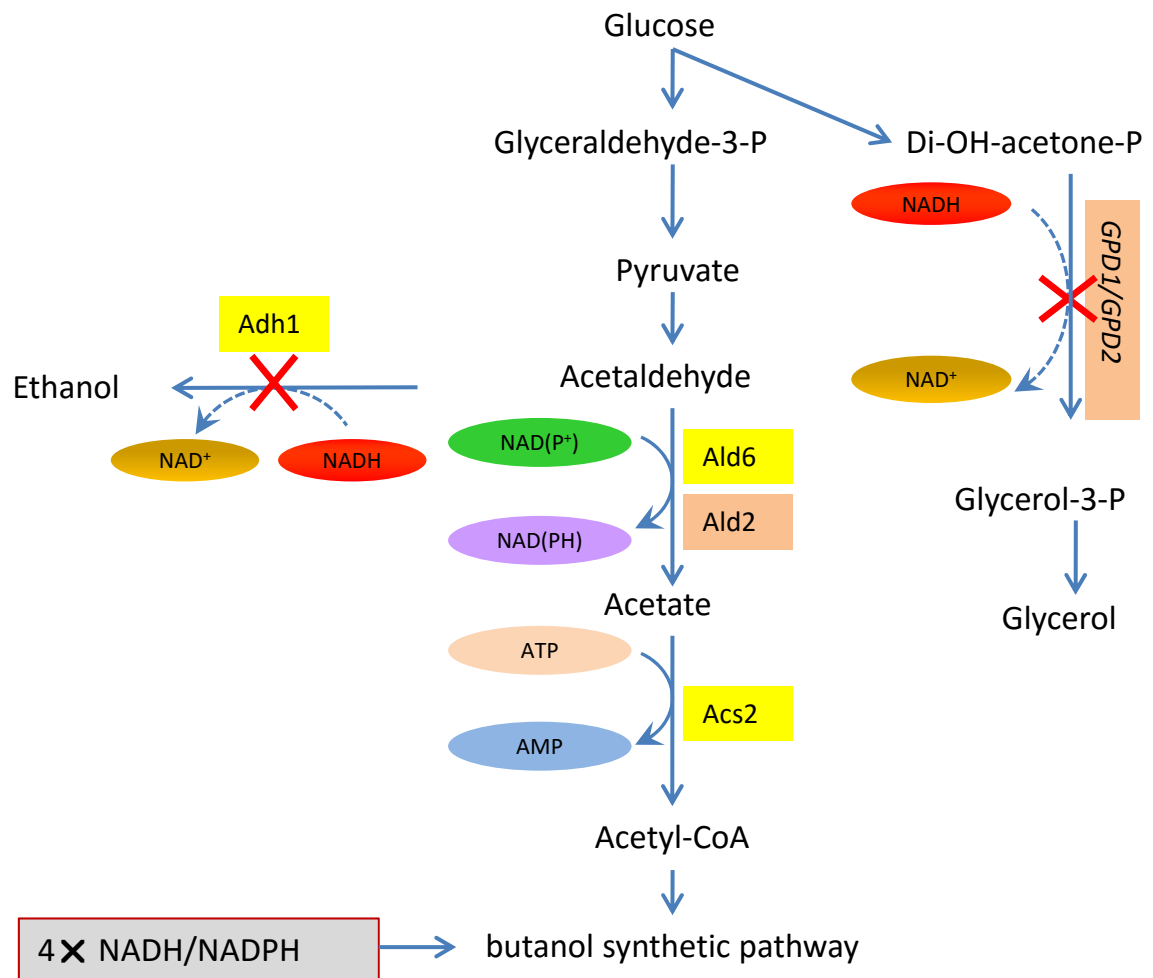 Glucose
Glyceraldehyde-3-P
Di-OH-acetone-P
NADH
GPD1/GPD2
Pyruvate
Adh1
Ethanol
Acetaldehyde
NAD⁺
NAD⁺
NADH
NAD(P⁺)
Ald6
Glycerol-3-P
Ald2
NAD(PH)
Acetate
Glycerol
ATP
Acs2
AMP
Acetyl-CoA
4× NADH/NADPH
butanol synthetic pathway